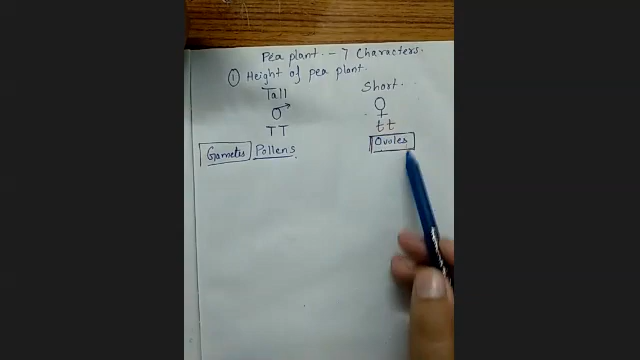 Pea plant - 7 Characters.
① Height of pea plant.
Tall
Short
♂
♀
TT
tt
Gametes Pollens
Ovules